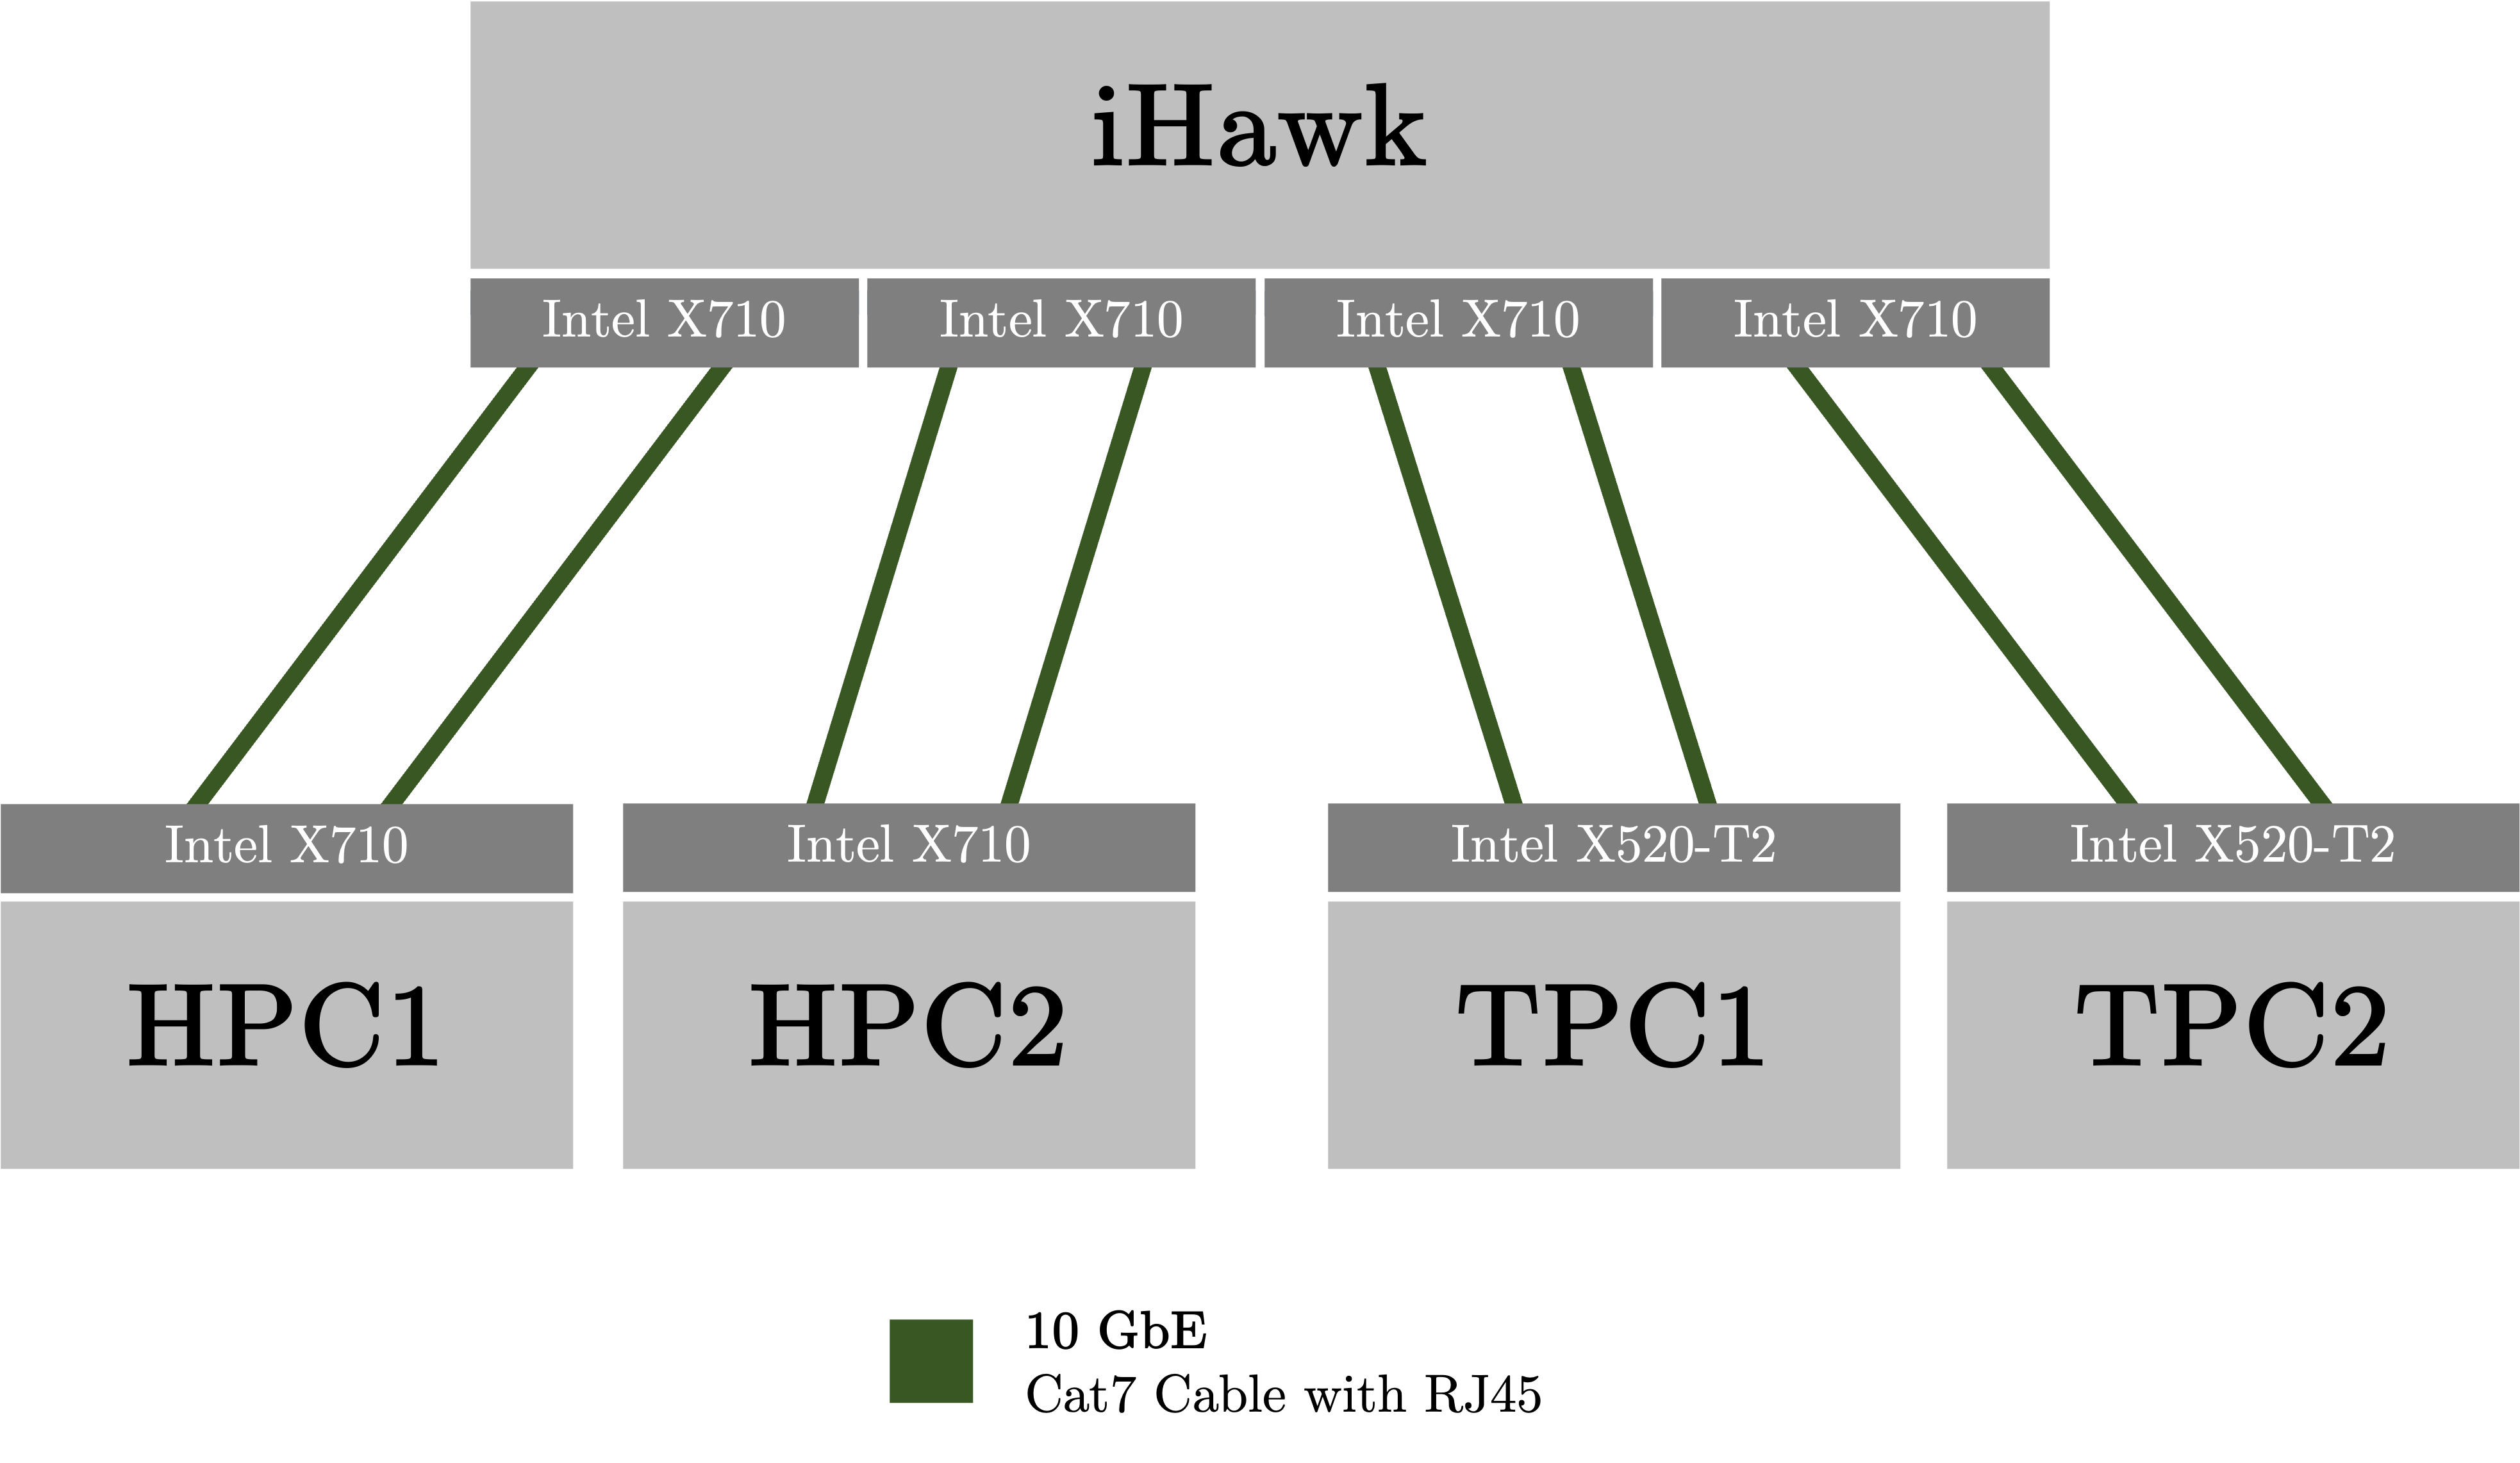 iHawk
Intel X710
Intel X710
Intel X710
Intel X710
Intel X710
Intel X710
Intel X520-T2
Intel X520-T2
HPC1
HPC2
TPC1
TPC2
10 GbE
Cat7 Cable with RJ45